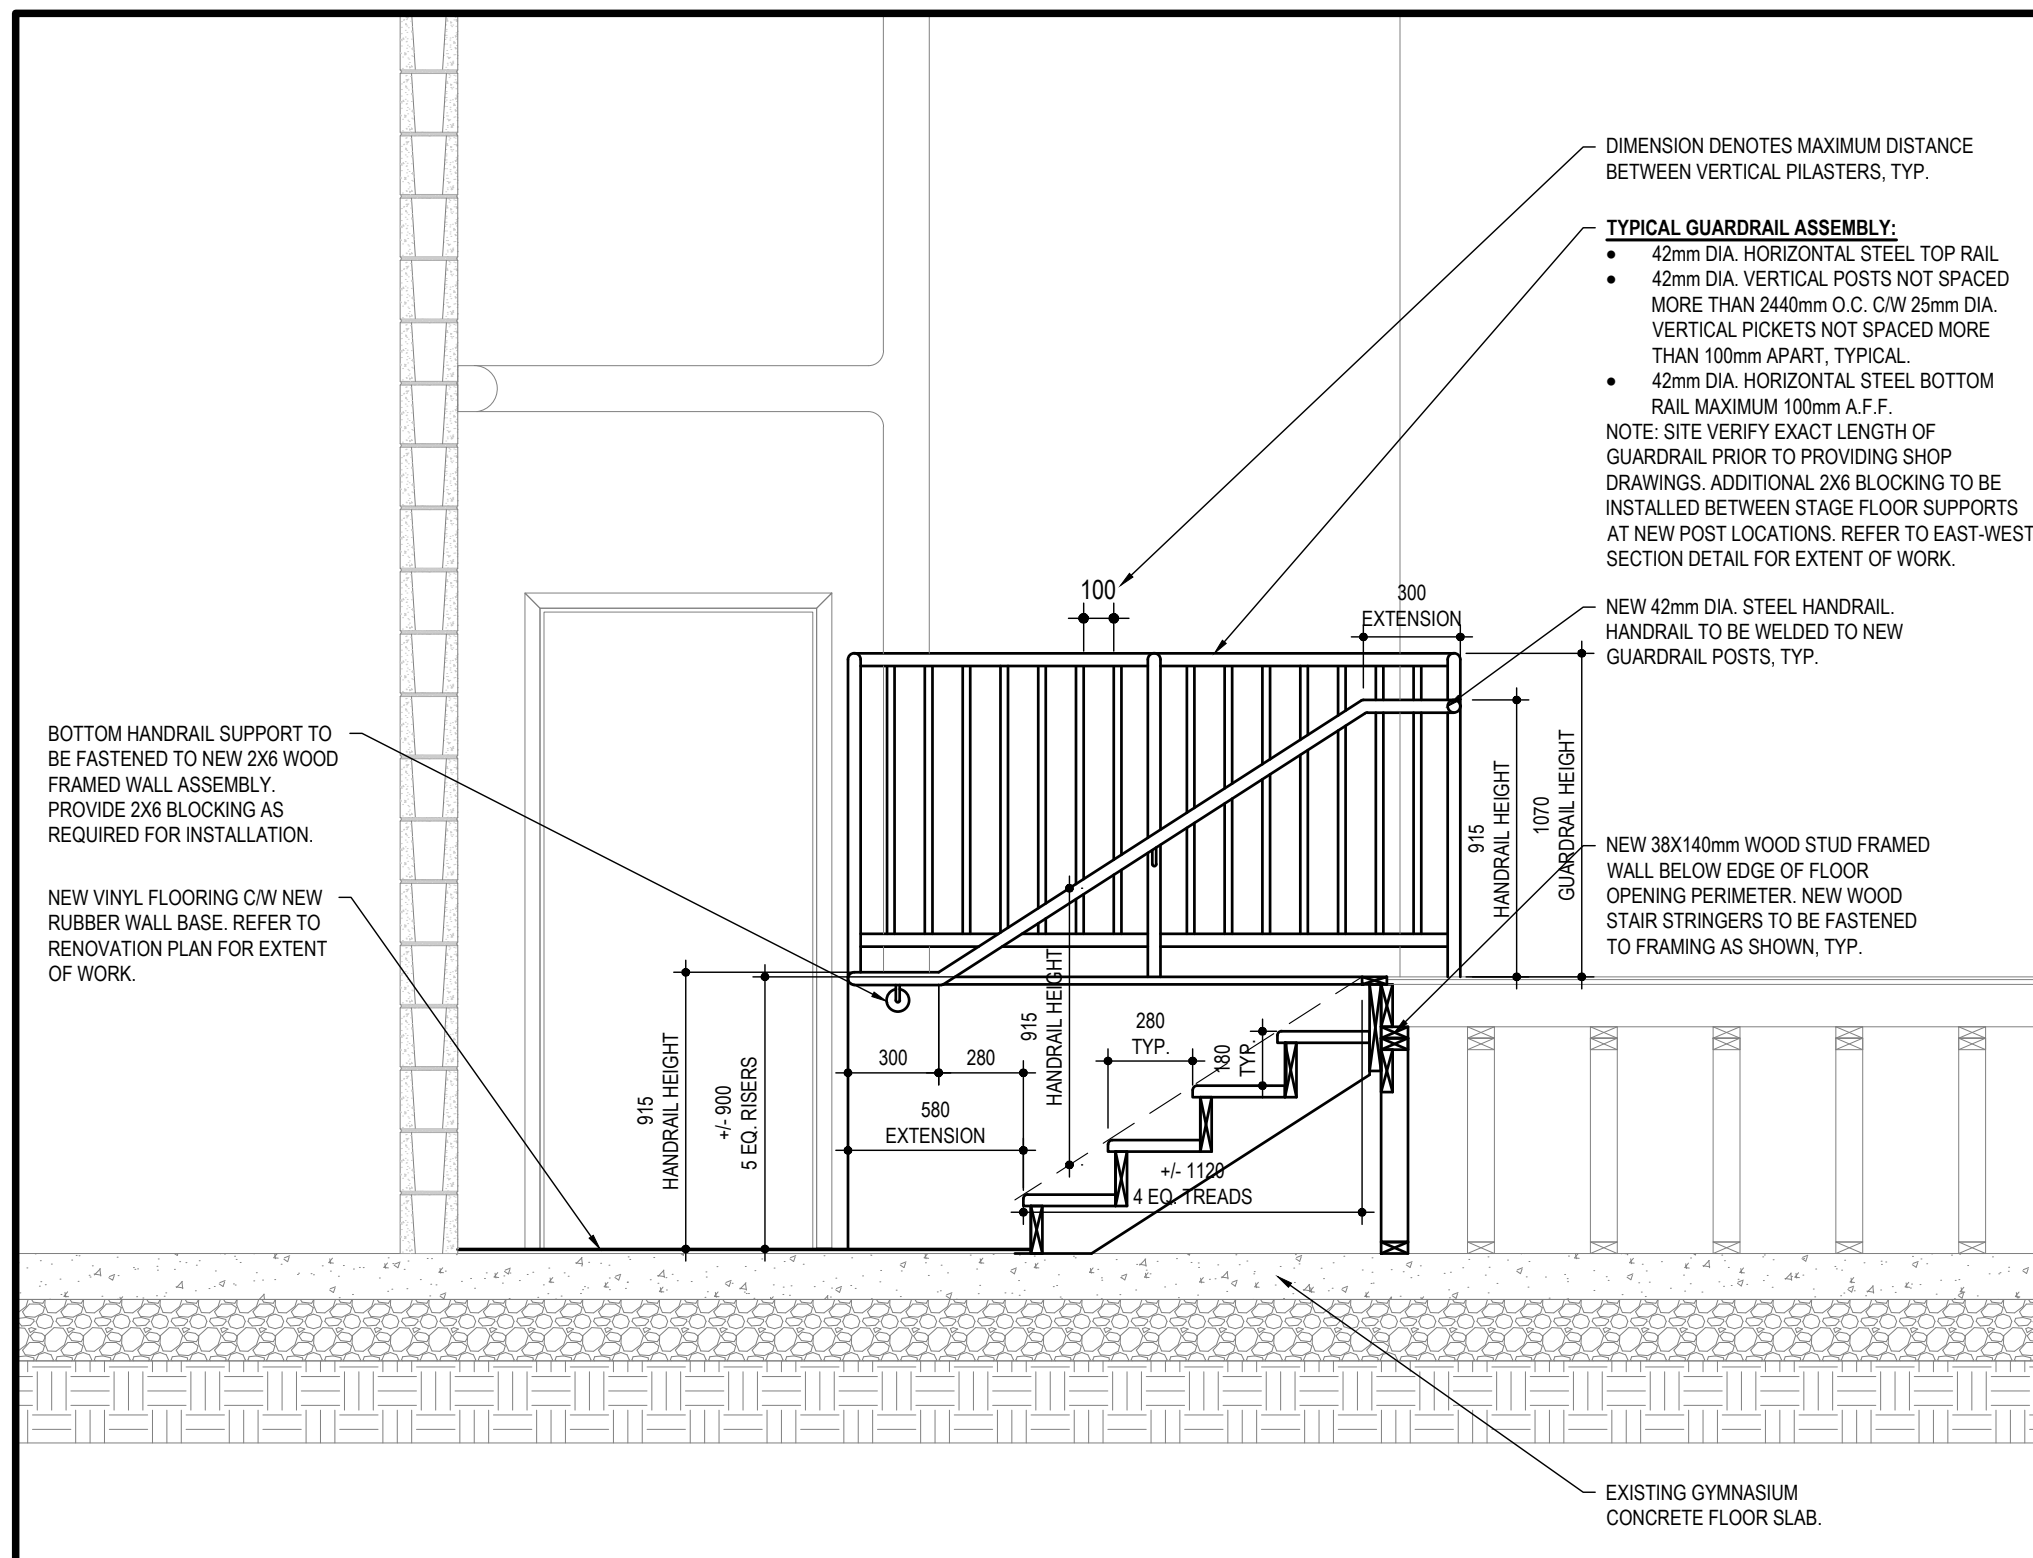 DIMENSION DENOTES MAXIMUM DISTANCE
BETWEEN VERTICAL PILASTERS, TYP.
TYPICAL GUARDRAIL ASSEMBLY:
• 42mm DIA. HORIZONTAL STEEL TOP RAIL
• 42mm DIA. VERTICAL POSTS NOT SPACED
MORE THAN 2440mm O.C. C/W 25mm DIA.
VERTICAL PICKETS NOT SPACED MORE
THAN 100mm APART, TYPICAL.
• 42mm DIA. HORIZONTAL STEEL BOTTOM
RAIL MAXIMUM 100mm A.F.F.
NOTE: SITE VERIFY EXACT LENGTH OF
GUARDRAIL PRIOR TO PROVIDING SHOP
DRAWINGS. ADDITIONAL 2X6 BLOCKING TO BE
INSTALLED BETWEEN STAGE FLOOR SUPPORTS
AT NEW POST LOCATIONS. REFER TO EAST-WEST
SECTION DETAIL FOR EXTENT OF WORK.
100
300
EXTENSION
NEW 42mm DIA. STEEL HANDRAIL.
HANDRAIL TO BE WELDED TO NEW
GUARDRAIL POSTS, TYP.
BOTTOM HANDRAIL SUPPORT TO
BE FASTENED TO NEW 2X6 WOOD
FRAMED WALL ASSEMBLY.
PROVIDE 2X6 BLOCKING AS
REQUIRED FOR INSTALLATION.
915
HANDRAIL HEIGHT
1070
GUARDRAIL HEIGHT
NEW 38X140mm WOOD STUD FRAMED
WALL BELOW EDGE OF FLOOR
OPENING PERIMETER. NEW WOOD
STAIR STRINGERS TO BE FASTENED
TO FRAMING AS SHOWN, TYP.
NEW VINYL FLOORING C/W NEW
RUBBER WALL BASE. REFER TO
RENOVATION PLAN FOR EXTENT
OF WORK.
915
HANDRAIL HEIGHT
+/- 900
5 EQ. RISERS
300
280
580
EXTENSION
915
HANDRAIL HEIGHT
280
TYP.
180
TYP.
+/- 1120
4 EQ. TREADS
EXISTING GYMNASIUM
CONCRETE FLOOR SLAB.